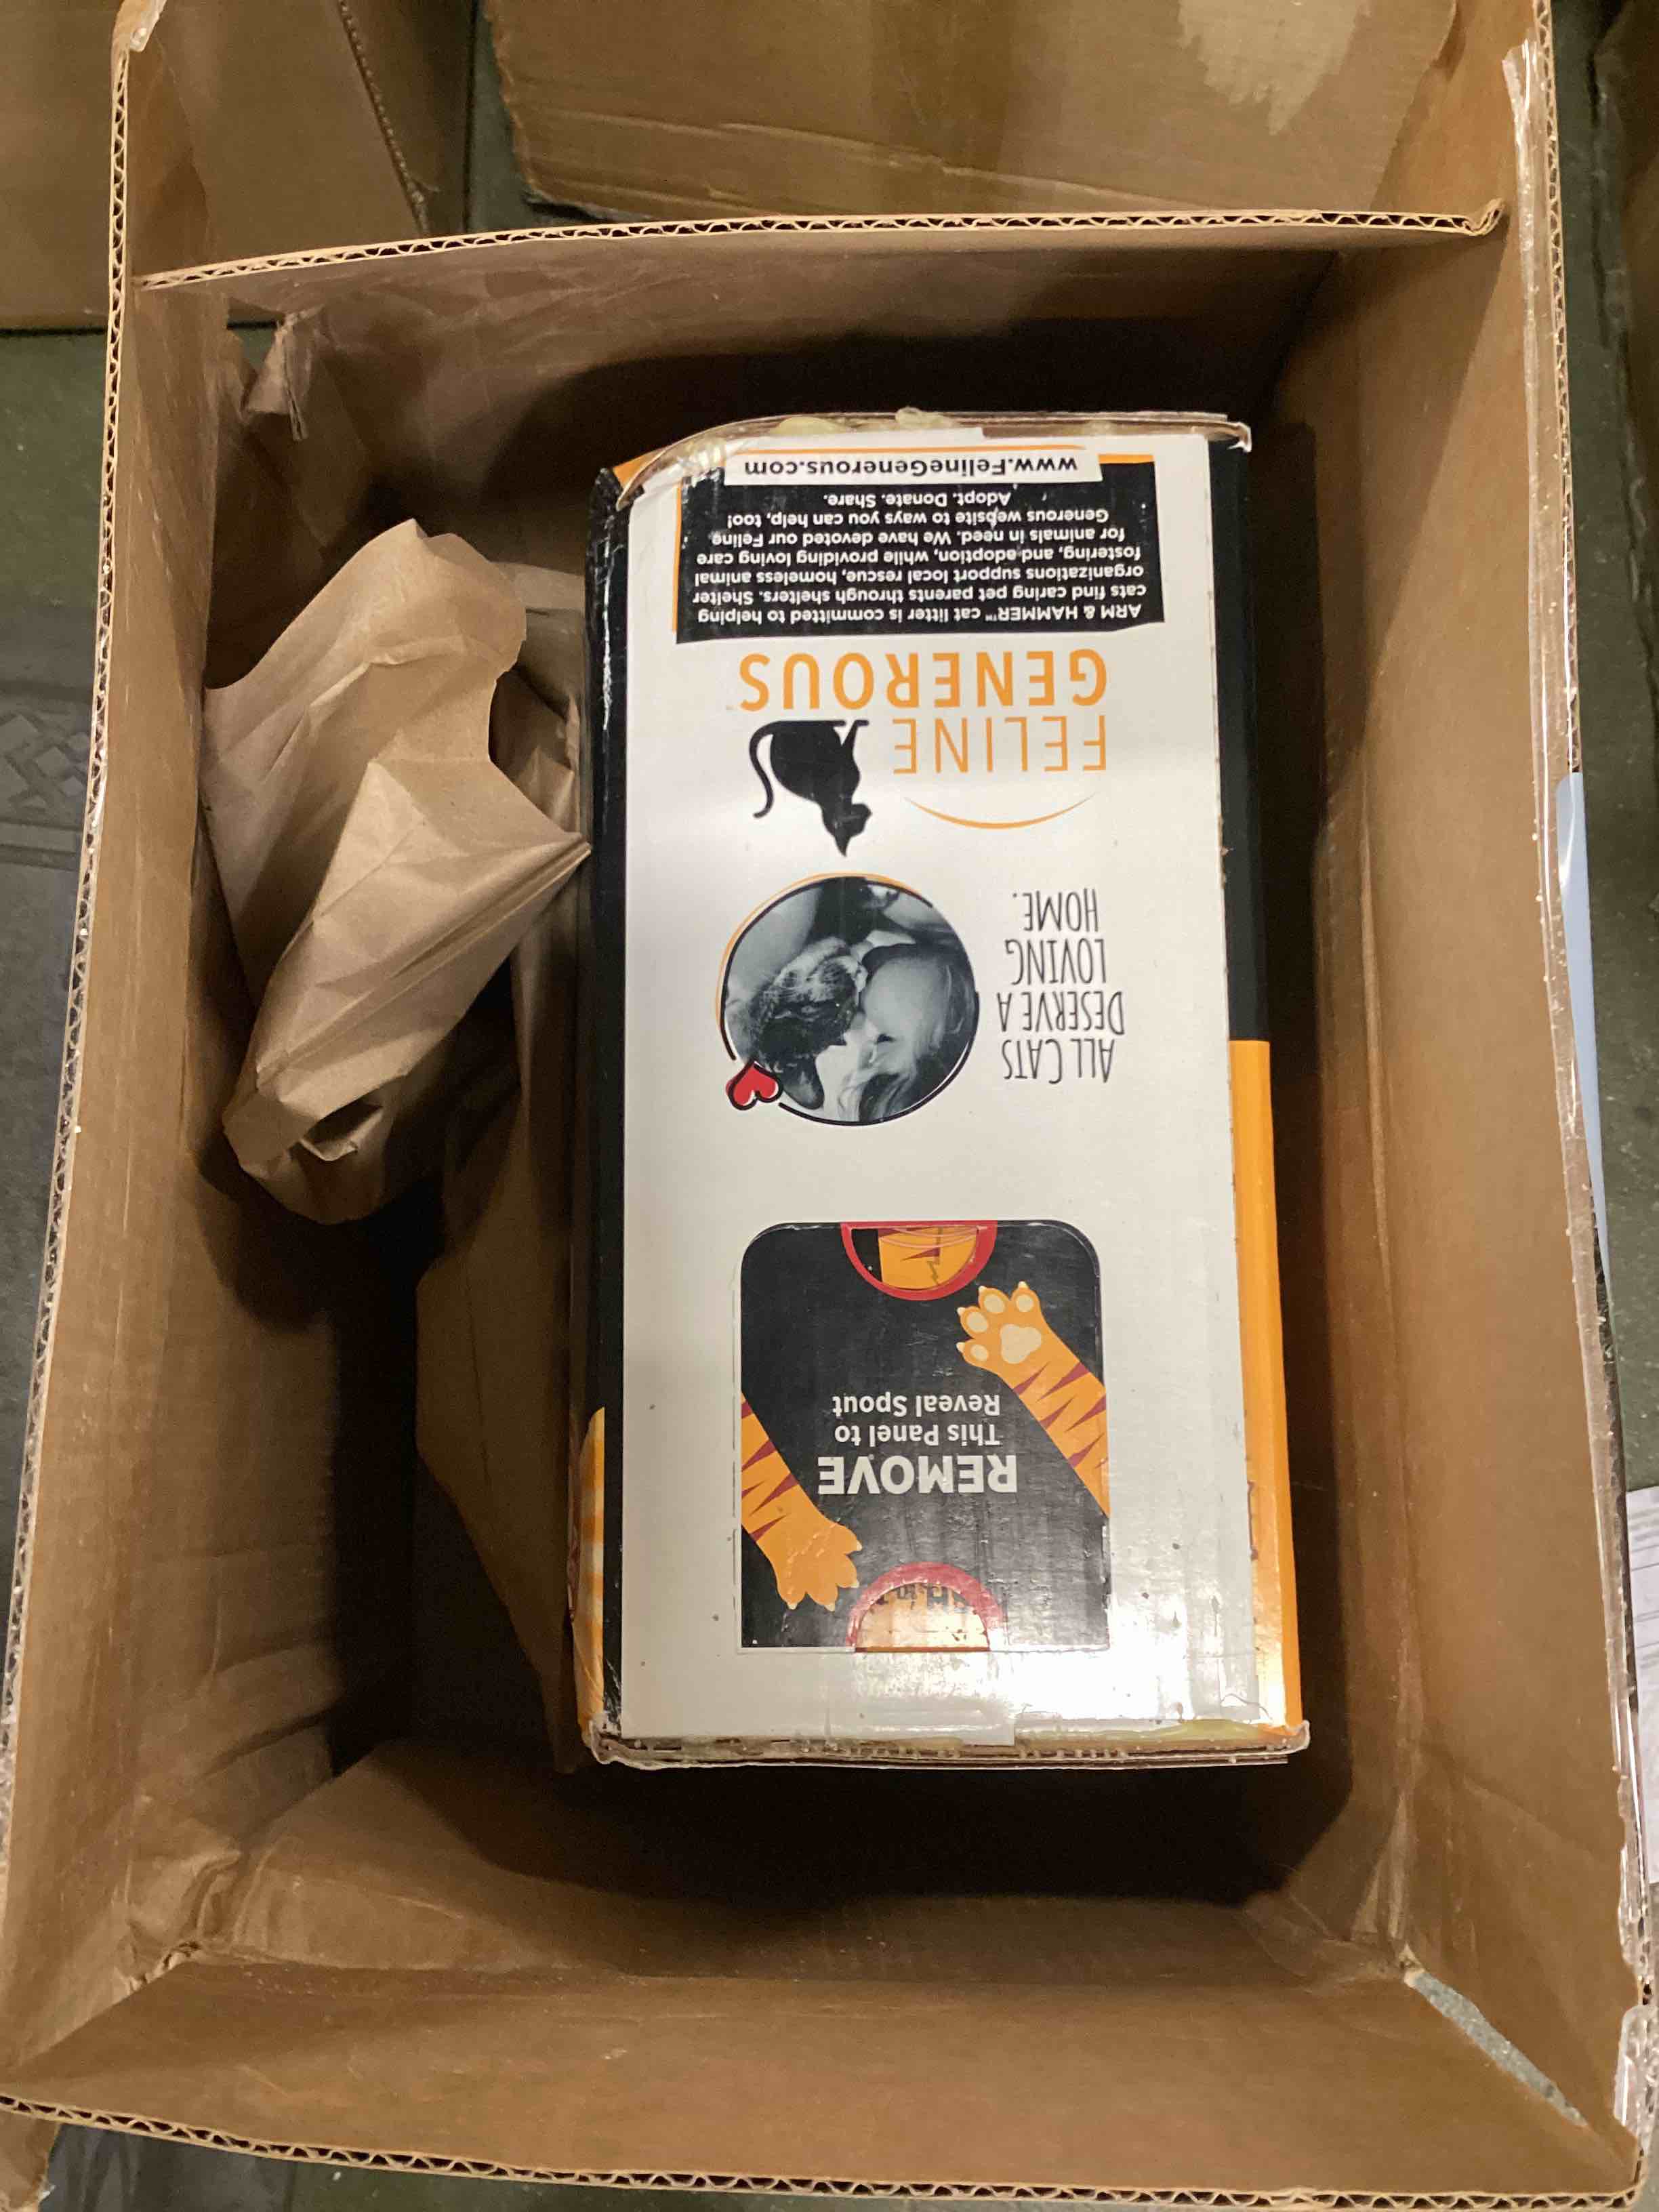 REMOVE
This Panel to
Reveal Spout
ALL CATS
DESERVE A
LOVING
HOME.
FELINE
GENEROUS
ARM & HAMMER™ cat litter is committed to helping
cats find caring pet parents through shelters. Shelter
organizations support local rescue, homeless animal
fostering, and adoption, while providing loving care
for animals in need. We have devoted our Feline
Generous website to ways you can help, too!
Adopt. Donate. Share.
www.FelineGenerous.com